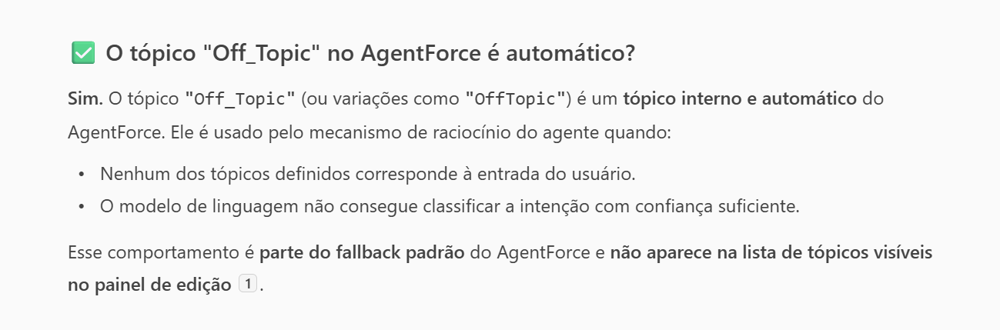 ✅ O tópico "Off_Topic" no AgentForce é automático?
Sim. O tópico "Off_Topic" (ou variações como "OffTopic") é um tópico interno e automático do
AgentForce. Ele é usado pelo mecanismo de raciocínio do agente quando:
• Nenhum dos tópicos definidos corresponde à entrada do usuário.
• O modelo de linguagem não consegue classificar a intenção com confiança suficiente.
Esse comportamento é parte do fallback padrão do AgentForce e não aparece na lista de tópicos visíveis
no painel de edição 1 .